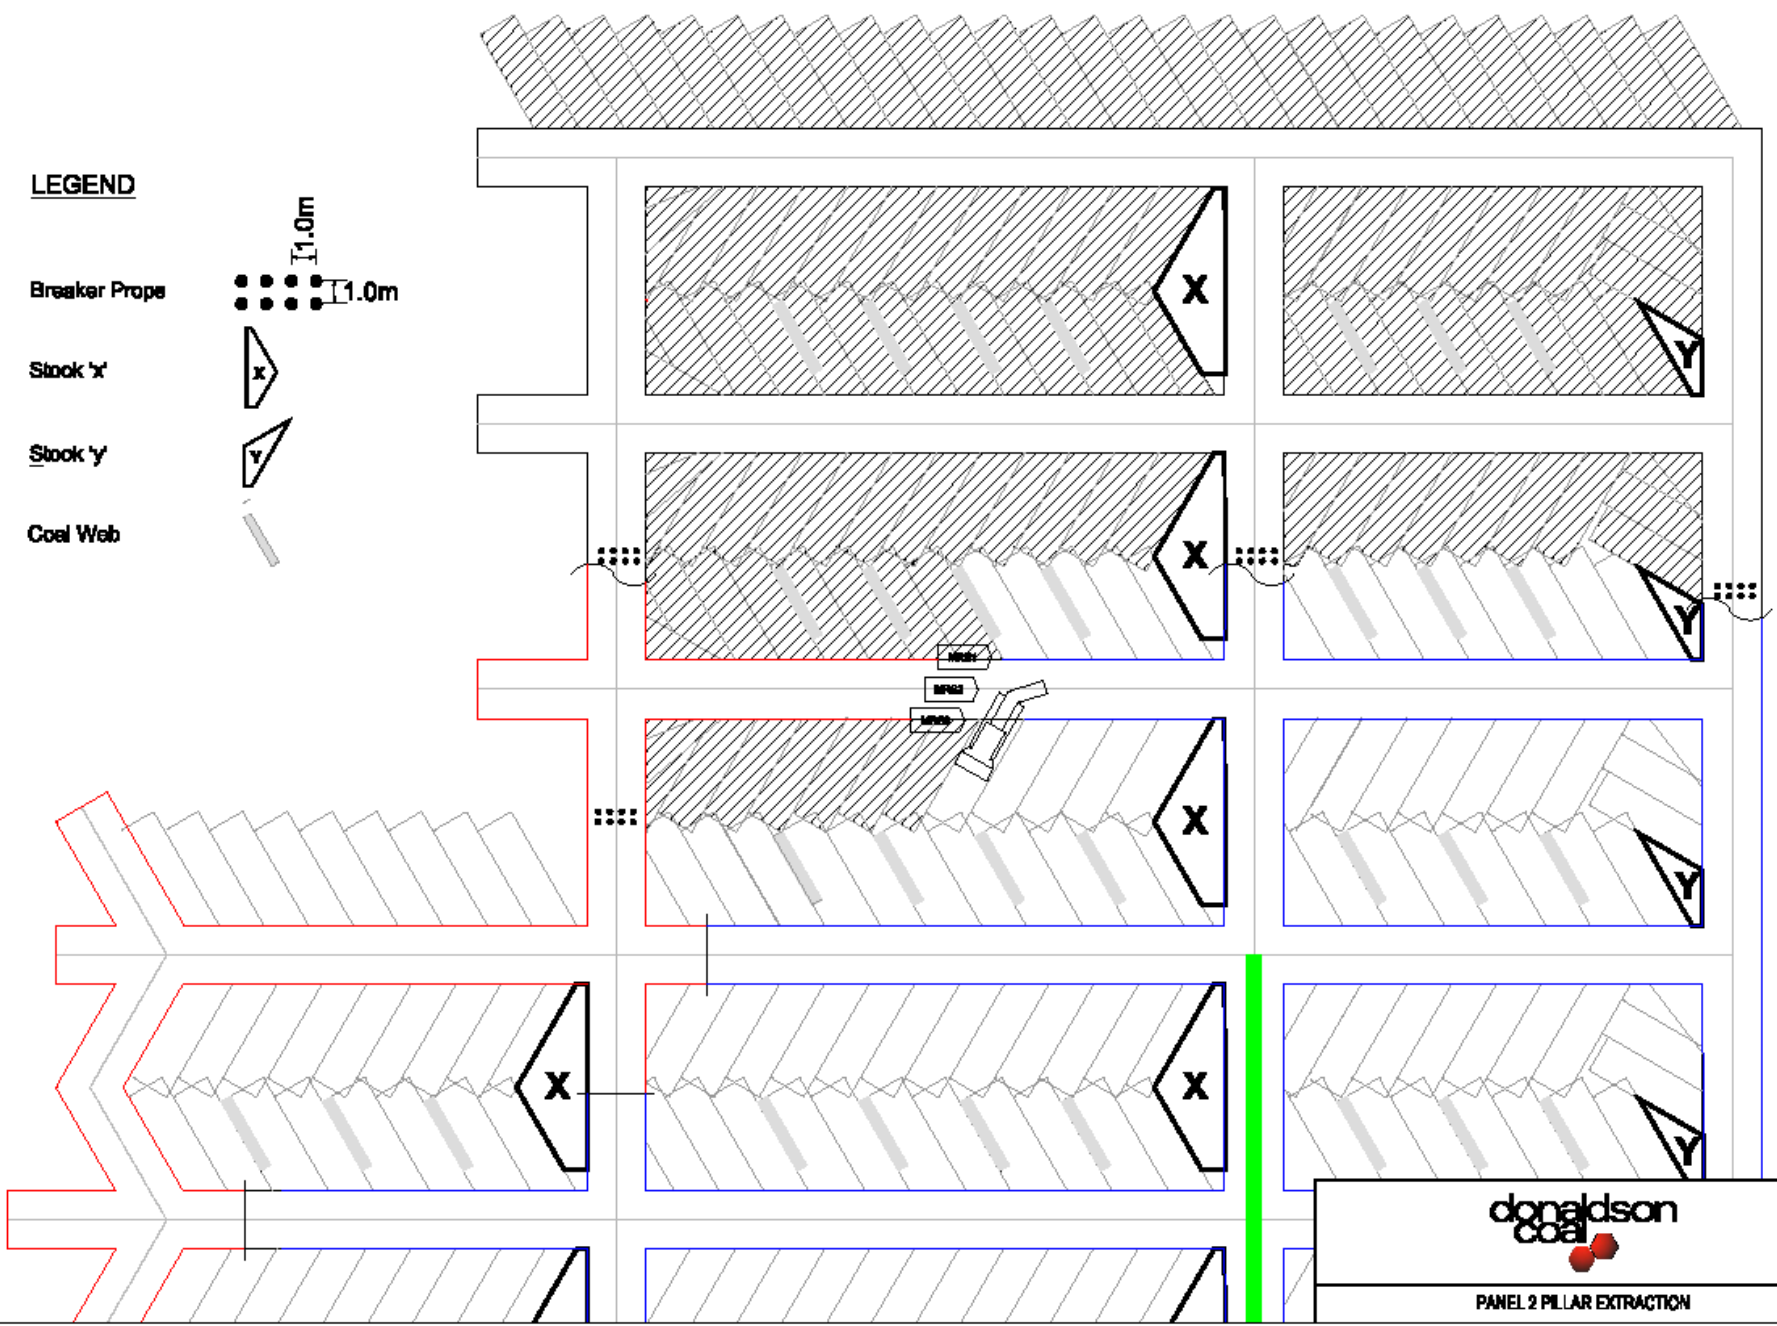 LEGEND
1.0m
Breaker Props
1.0m
Stook 'x'
X
Stook 'y'
Y
Coal Web
X
Y
X
Y
X
Y
X
X
Y
donaldson
coal
PANEL 2 PILLAR EXTRACTION